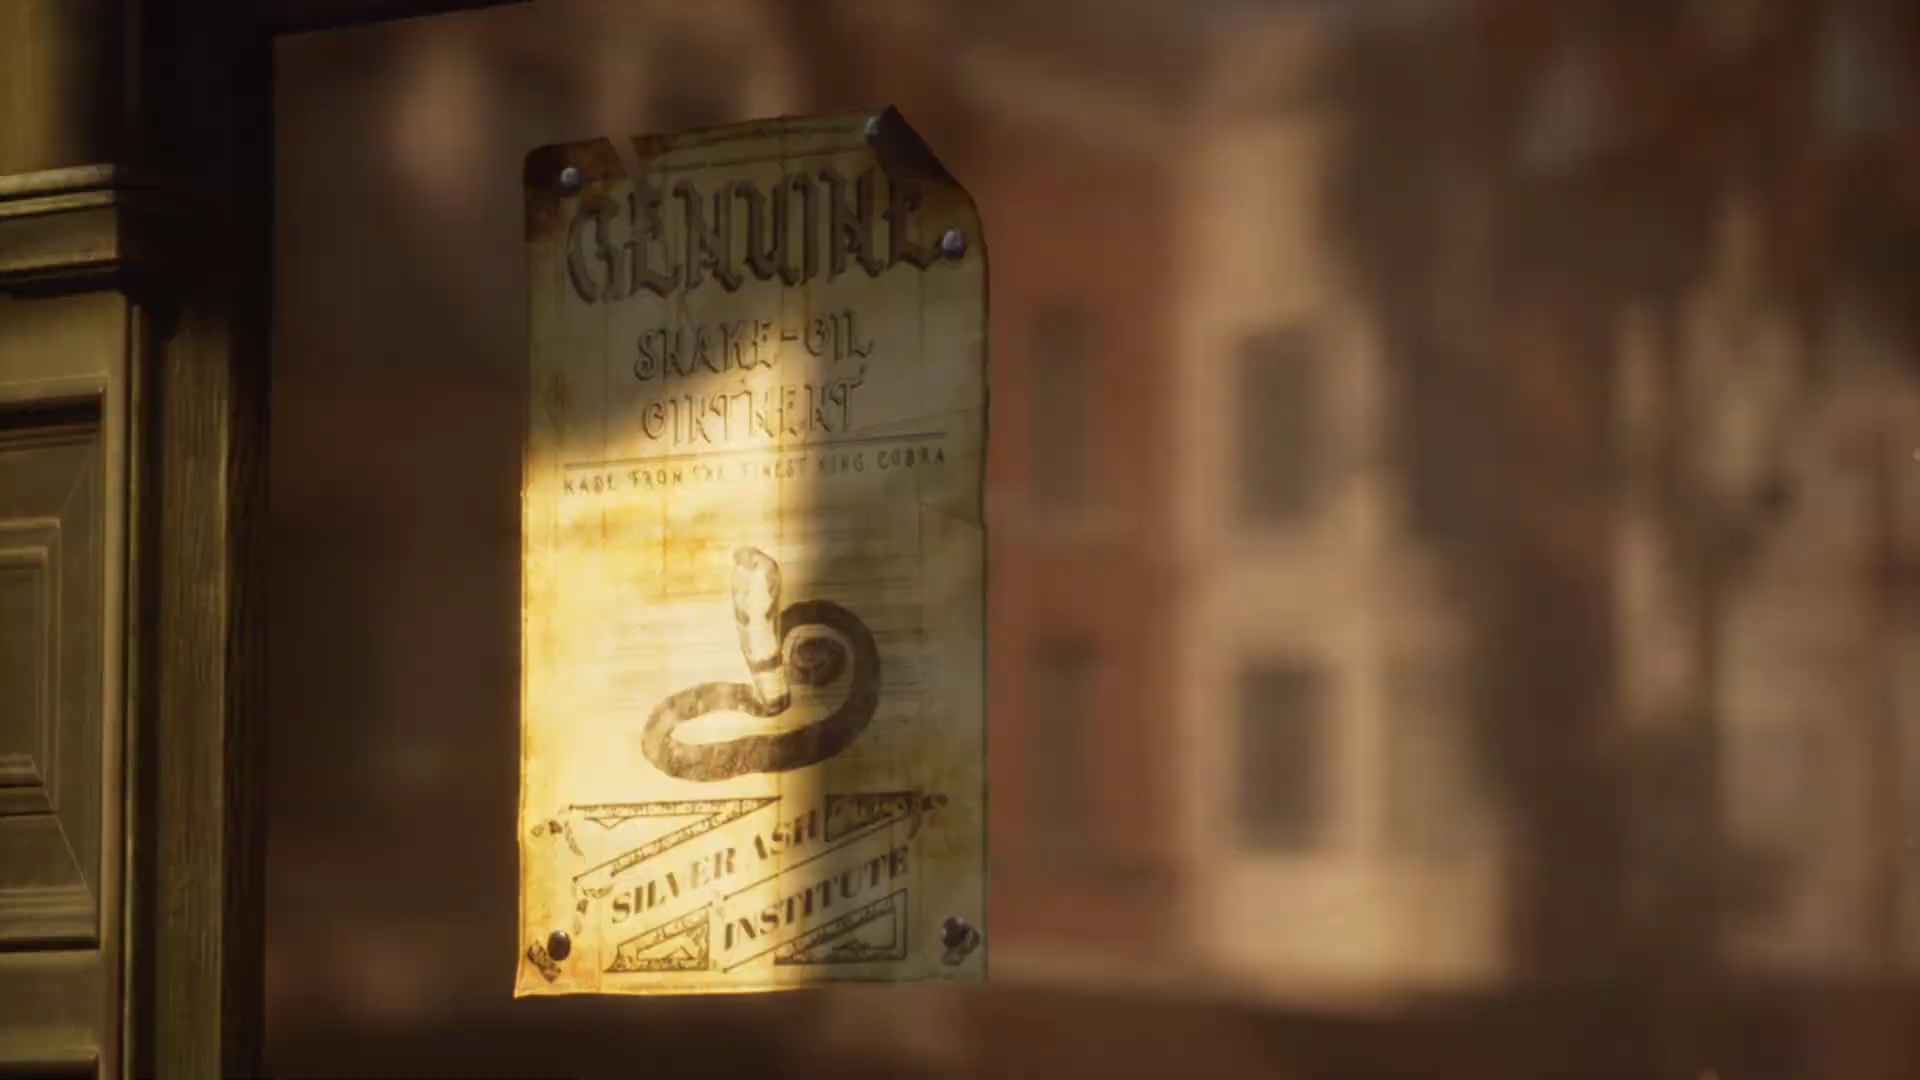 GENUINE
SNAKE-OIL
OINTMENT
MADE FROM THE FINEST KING COBRA
SILVER ASH
INSTITUTE